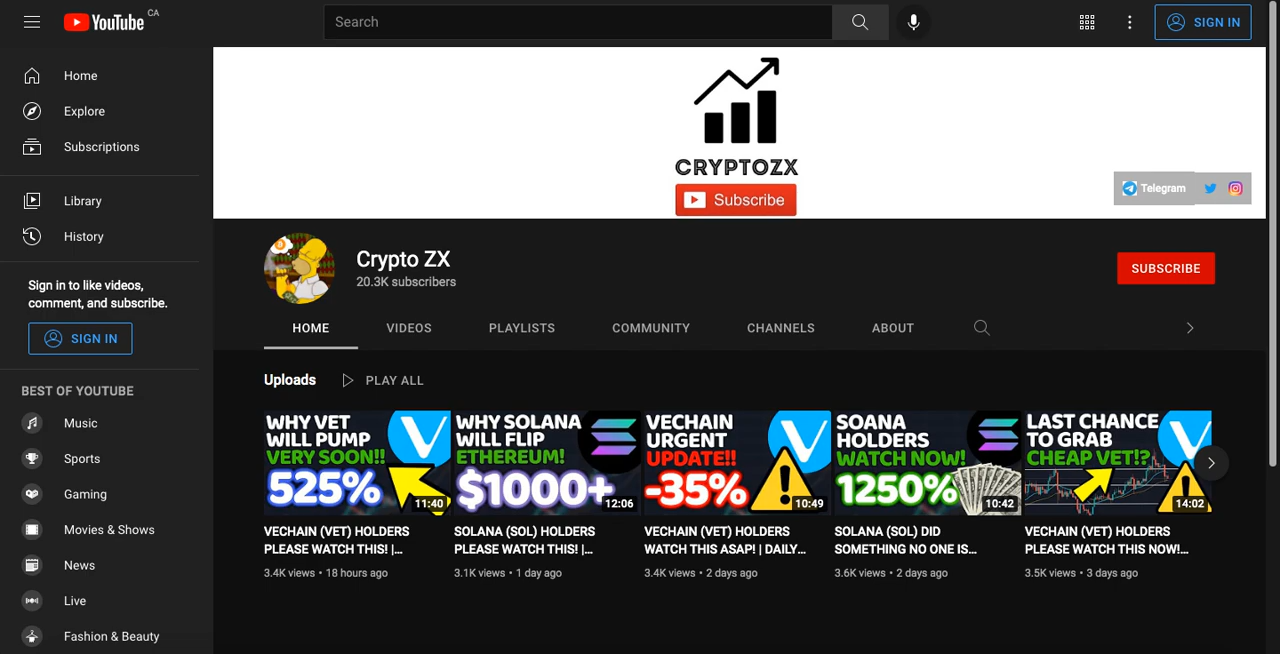 YouTube CA
Search
SIGN IN
Home
Explore
Subscriptions
Library
History
Sign in to like videos,
comment, and subscribe.
SIGN IN
BEST OF YOUTUBE
Music
Sports
Gaming
Movies & Shows
News
Live
Fashion & Beauty
CRYPTOZX
Subscribe
Telegram
Crypto ZX
20.3K subscribers
SUBSCRIBE
HOME
VIDEOS
PLAYLISTS
COMMUNITY
CHANNELS
ABOUT
Uploads
PLAY ALL
WHY VET
WILL PUMP
VERY SOON!!
525%
11:40
VECHAIN (VET) HOLDERS
PLEASE WATCH THIS! |...
3.4K views • 18 hours ago
WHY SOLANA
WILL FLIP
ETHEREUM!
$1000+
12:06
SOLANA (SOL) HOLDERS
PLEASE WATCH THIS! |...
3.1K views • 1 day ago
VECHAIN
URGENT
UPDATE!!
-35%
10:49
VECHAIN (VET) HOLDERS
WATCH THIS ASAP! | DAILY...
3.4K views • 2 days ago
SOANA
HOLDERS
WATCH NOW!
1250%
10:42
SOLANA (SOL) DID
SOMETHING NO ONE IS...
3.6K views • 2 days ago
LAST CHANCE
TO GRAB
CHEAP VET!?
14:02
VECHAIN (VET) HOLDERS
PLEASE WATCH THIS NOW!...
3.5K views • 3 days ago